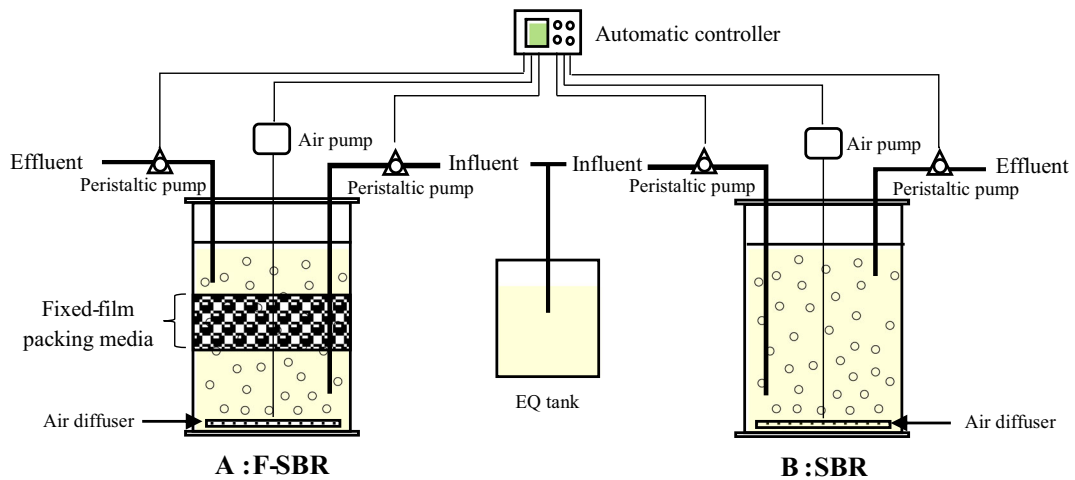 Automatic controller
Air pump
Air pump
Effluent
Influent
Influent
Effluent
Peristaltic pump
Peristaltic pump
Peristaltic pump
Peristaltic pump
Fixed-film
packing media
EQ tank
Air diffuser
Air diffuser
A :F-SBR
B :SBR